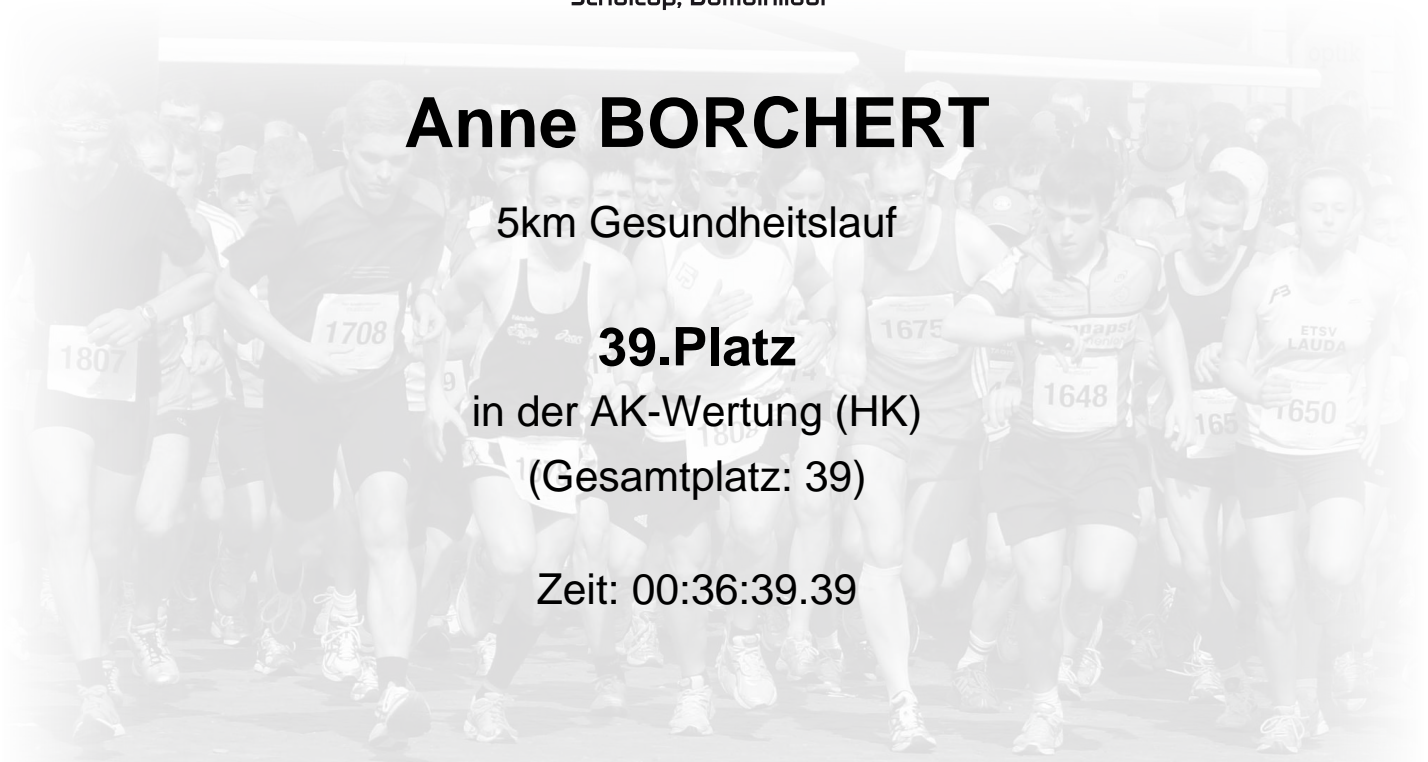 Anne BORCHERT
5km Gesundheitslauf
39.Platz
in der AK-Wertung (HK)
(Gesamtplatz: 39)
Zeit: 00:36:39.39
1807
1708
1675
1648
1650
165
ETSV
LAUDA